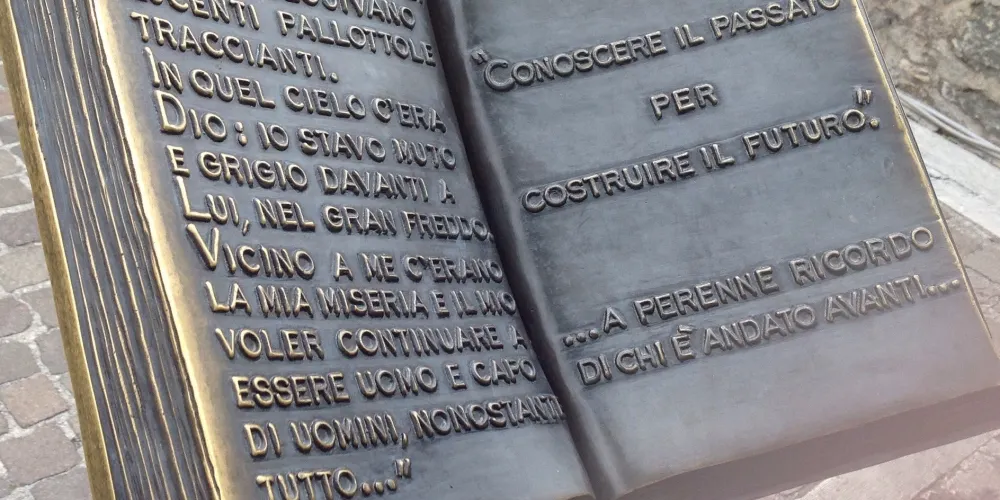 PALLOTTOLE
TRACCIANTI.
IN QUEL CIELO C'ERA
DIO: IO STAVO MUTO
E GRIGIO DAVANTI A
LUI, NEL GRAN FREDDO.
VICINO A ME C'ERANO
LA MIA MISERIA E IL MIO
VOLER CONTINUARE A
ESSERE UOMO E CAPO
DI UOMINI, NONOSTANTE
TUTTO..."
"CONOSCERE IL PASSATO
PER
COSTRUIRE IL FUTURO".
...A PERENNE RICORDO
DI CHI È ANDATO AVANTI...